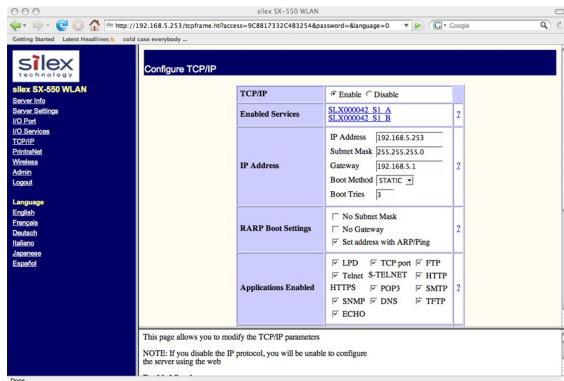 silex SX-550 WLAN
http://192.168.5.253/tcpframe.htl?access=9C8817332C483254&password=&language=0
Google
Getting Started Latest Headlines cold case everybody ...
silex
technology
silex SX-550 WLAN
Server Info
Server Settings
I/O Port
I/O Services
TCP/IP
PrintraNet
Wireless
Admin
Logout
Language
English
Français
Deutsch
Italiano
Japanese
Español
Configure TCP/IP
TCP/IP Enable Disable
Enabled Services SLX000042_S1_A
SLX000042_S1_B ?
IP Address IP Address 192.168.5.253
Subnet Mask 255.255.255.0
Gateway 192.168.5.1 ?
Boot Method STATIC
Boot Tries 3
RARP Boot Settings No Subnet Mask
No Gateway ?
Set address with ARP/Ping
Applications Enabled LPD TCP port FTP
Telnet S-TELNET HTTP
HTTPS POP3 SMTP ?
SNMP DNS TFTP
ECHO
This page allows you to modify the TCP/IP parameters
NOTE: If you disable the IP protocol, you will be unable to configure
the server using the web
Done